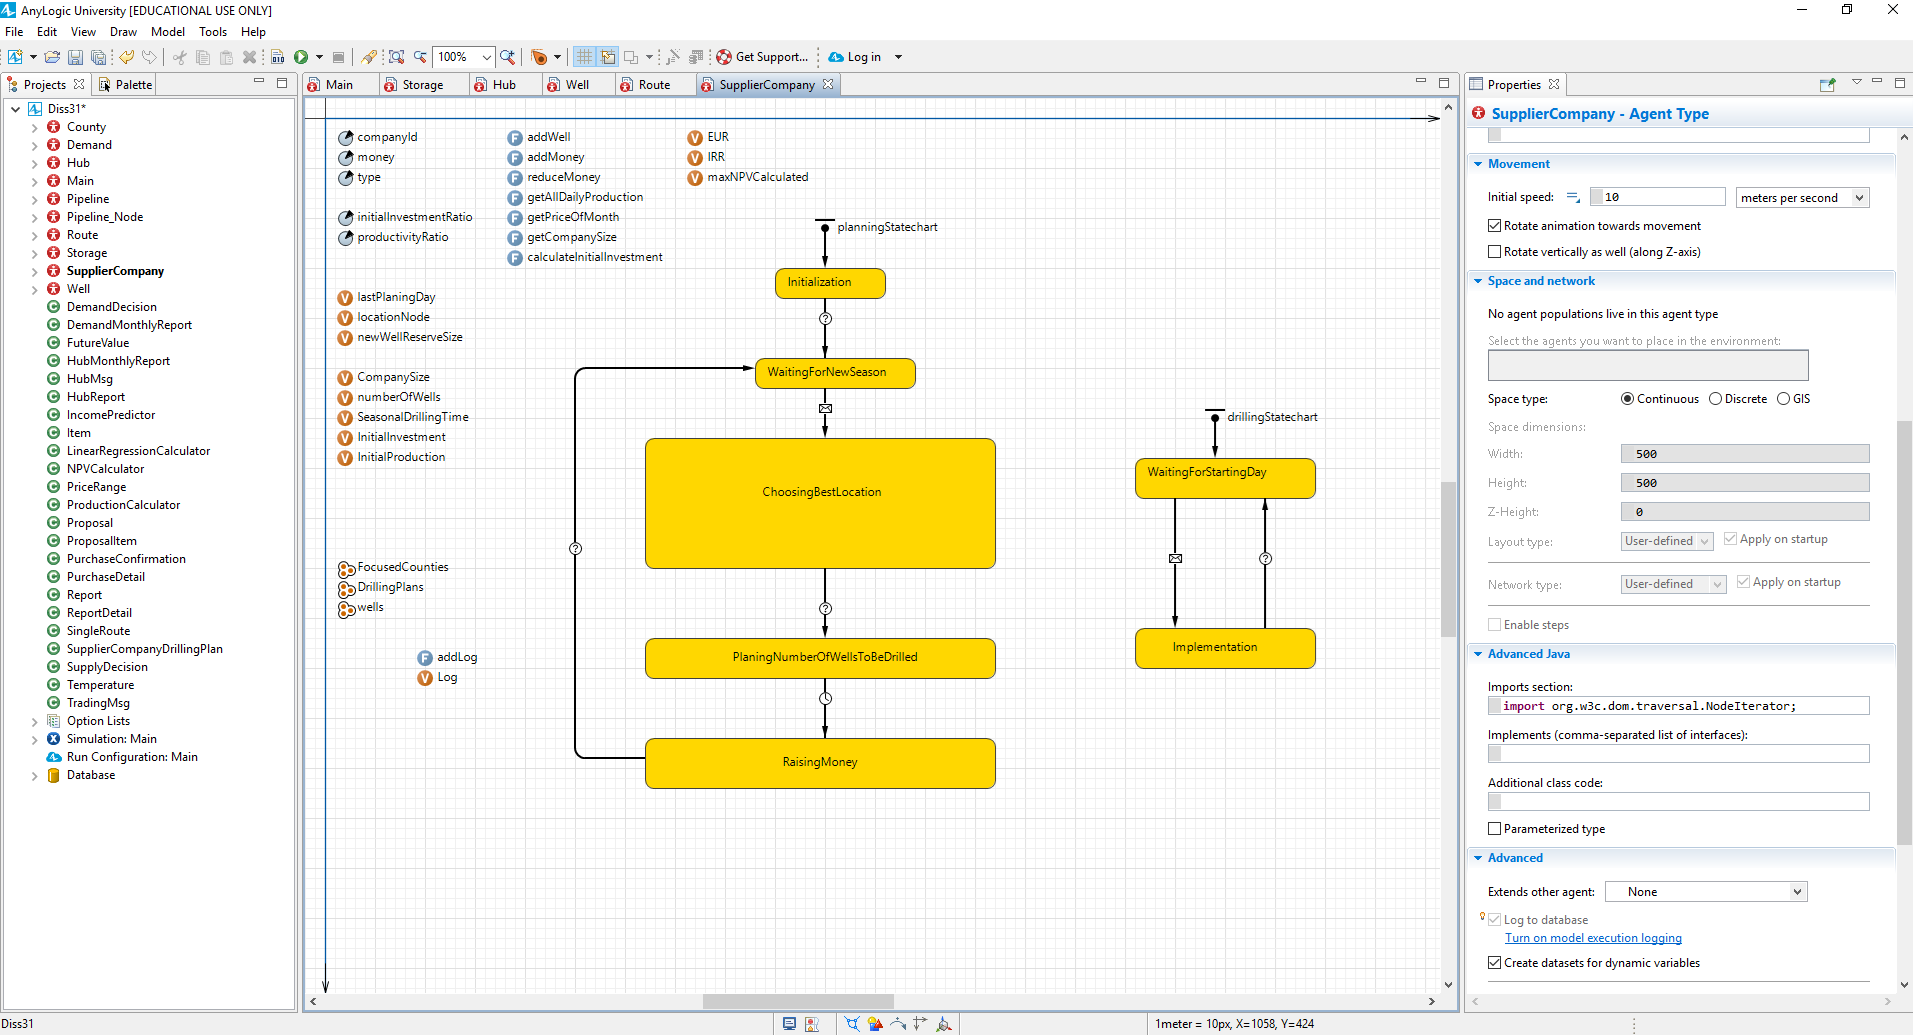 AnyLogic University [EDUCATIONAL USE ONLY]
File Edit View Draw Model Tools Help
100% Get Support... Log in
Projects Palette
Diss31*
County
Demand
Hub
Main
Pipeline
Pipeline_Node
Route
Storage
SupplierCompany
Well
DemandDecision
DemandMonthlyReport
FutureValue
HubMonthlyReport
HubMsg
HubReport
IncomePredictor
Item
LinearRegressionCalculator
NPVCalculator
PriceRange
ProductionCalculator
Proposal
ProposalItem
PurchaseConfirmation
PurchaseDetail
Report
ReportDetail
SingleRoute
SupplierCompanyDrillingPlan
SupplyDecision
Temperature
TradingMsg
Option Lists
Simulation: Main
Run Configuration: Main
Database
Main Storage Hub Well Route SupplierCompany
companyId
money
type
initialInvestmentRatio
productivityRatio
F addWell
F addMoney
F reduceMoney
F getAllDailyProduction
F getPriceOfMonth
F getCompanySize
F calculateInitialInvestment
V EUR
V IRR
V maxNPVCalculated
V lastPlaningDay
V locationNode
V newWellReserveSize
V CompanySize
V numberOfWells
V SeasonalDrillingTime
V InitialInvestment
V InitialProduction
FocusedCounties
DrillingPlans
wells
F addLog
V Log
planningStatechart
Initialization
?
WaitingForNewSeason
ChoosingBestLocation
?
?
PlaningNumberOfWellsToBeDrilled
RaisingMoney
drillingStatechart
WaitingForStartingDay
?
Implementation
Properties
SupplierCompany - Agent Type
Movement
Initial speed: 10 meters per second
Rotate animation towards movement
Rotate vertically as well (along Z-axis)
Space and network
No agent populations live in this agent type
Select the agents you want to place in the environment:
Space type: Continuous Discrete GIS
Space dimensions:
Width: 500
Height: 500
Z-Height: 0
Layout type: User-defined Apply on startup
Network type: User-defined Apply on startup
Enable steps
Advanced Java
Imports section:
import org.w3c.dom.traversal.NodeIterator;
Implements (comma-separated list of interfaces):
Additional class code:
Parameterized type
Advanced
Extends other agent: None
Log to database
Turn on model execution logging
Create datasets for dynamic variables
Diss31
1meter = 10px, X=1058, Y=424